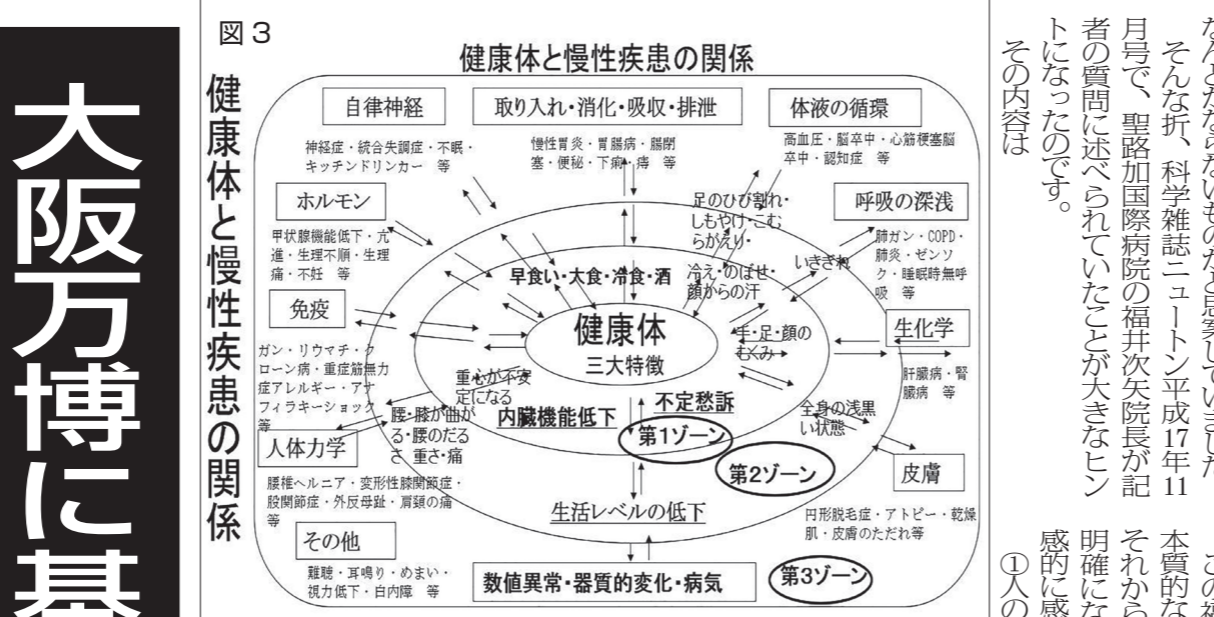 なんとかならないものだと思案していました
そんな折、科学雑誌ニュートン平成17年11
月号で、聖路加国際病院の福井次矢院長が記
者の質問に述べられていたことが大きなヒン
トになったのです。
その内容は
本質的な
それから
明確にな
感的に感
①人の
図3
健康体と慢性疾患の関係
健康体と慢性疾患の関係
自律神経
神経症・統合失調症・不眠・
キッチンドリンカー 等
取り入れ・消化・吸収・排泄
慢性胃炎・胃腸病・腸閉
塞・便秘・下痢・痔 等
体液の循環
高血圧・脳卒中・心筋梗塞脳
卒中・認知症 等
ホルモン
甲状腺機能低下・亢
進・生理不順・生理
痛・不妊 等
足のひび割れ・
しもやけ・こむ
らがえり・
呼吸の深浅
肺ガン・COPD・
肺炎・ゼンソ
ク・睡眠時無呼
吸 等
早食い・大食・冷食・酒
冷え・のぼせ・
顔からの汗
いきぎれ
免疫
ガン・リウマチ・ク
ローン病・重症筋無力
症アレルギー・アナ
フィラキーショック
等
健康体
三大特徴
手・足・顔の
むくみ
生化学
肝臓病・腎
臓病 等
重心が不安
定になる
腰・膝が曲が
る・腰のだる
さ 重さ・痛
内臓機能低下
不定愁訴
第1ゾーン
全身の浅黒
い状態
人体力学
腰椎ヘルニア・変形性膝関節症・
股関節症・外反母趾・肩頚の痛
等
第2ゾーン
皮膚
円形脱毛症・アトピー・乾燥
肌・皮膚のただれ等
生活レベルの低下
その他
難聴・耳鳴り・めまい・
視力低下・白内障 等
数値異常・器質的変化・病気
第3ゾーン
大阪万博に基